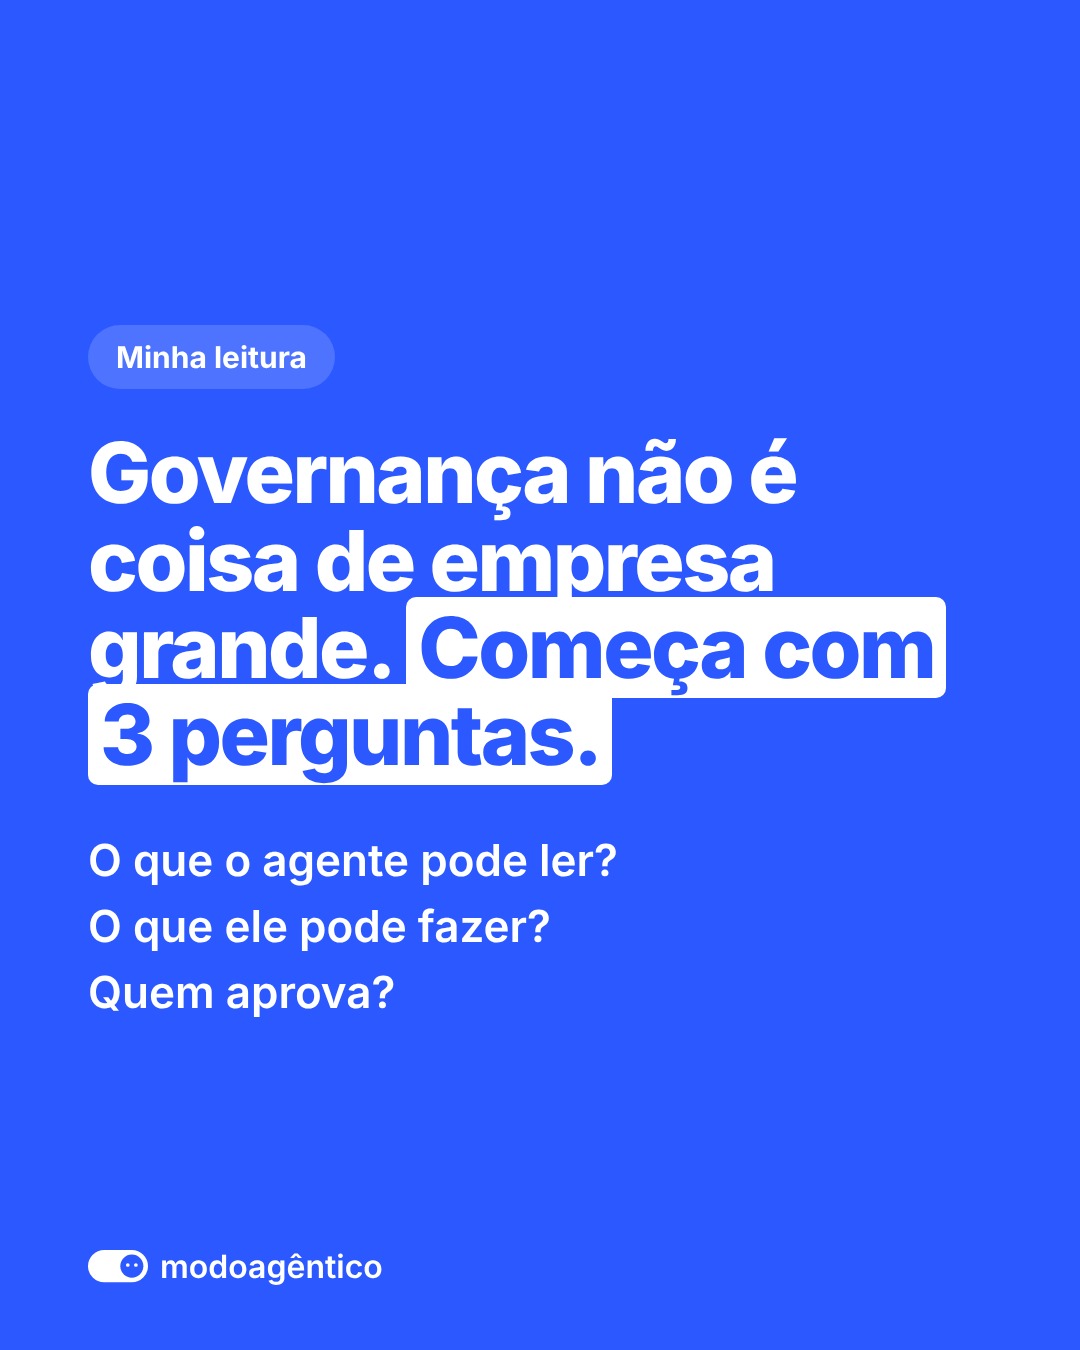 Minha leitura
Governança não é
coisa de empresa
grande. Começa com
3 perguntas.
O que o agente pode ler?
O que ele pode fazer?
Quem aprova?
modoagêntico